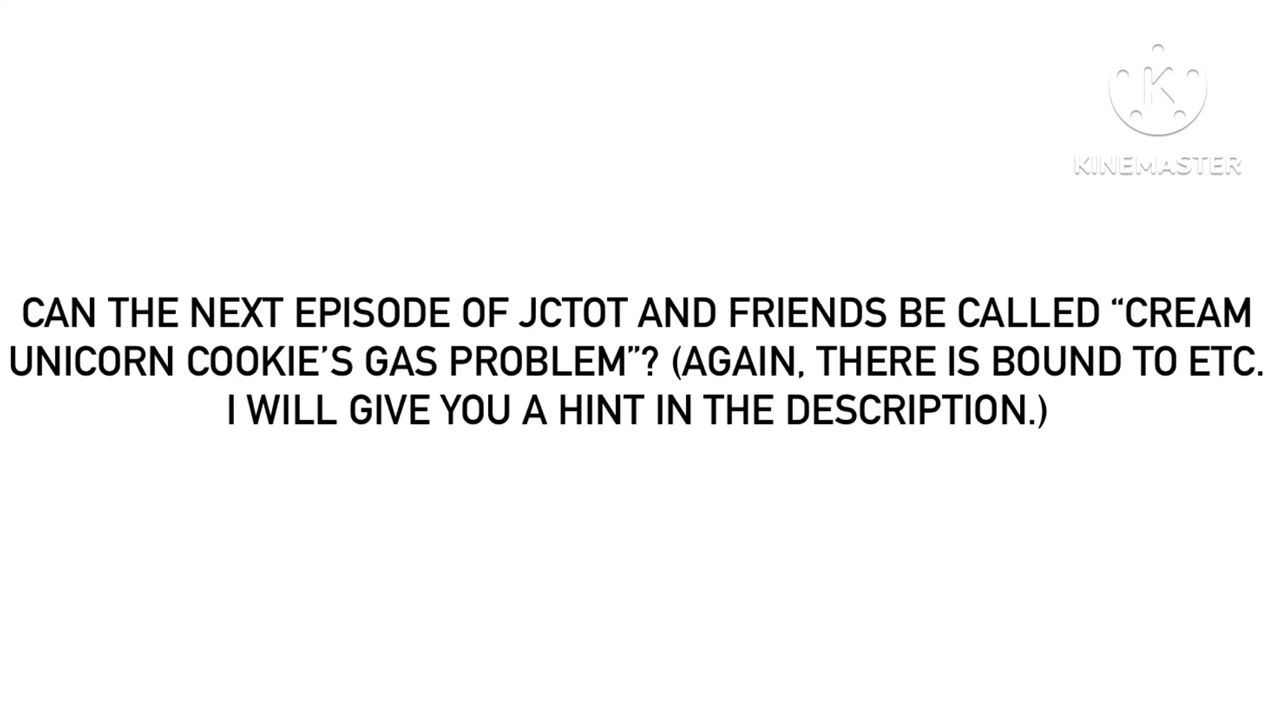 KINEMASTER
CAN THE NEXT EPISODE OF JCTOT AND FRIENDS BE CALLED “CREAM
UNICORN COOKIE’S GAS PROBLEM”? (AGAIN, THERE IS BOUND TO ETC.
I WILL GIVE YOU A HINT IN THE DESCRIPTION.)